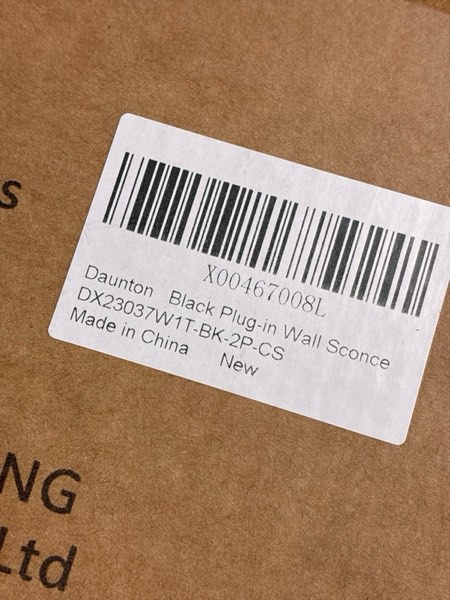 s
X00467008L
Daunton Black Plug-in Wall Sconce
DX23037W1T-BK-2P-CS
Made in China New
NG
Ltd